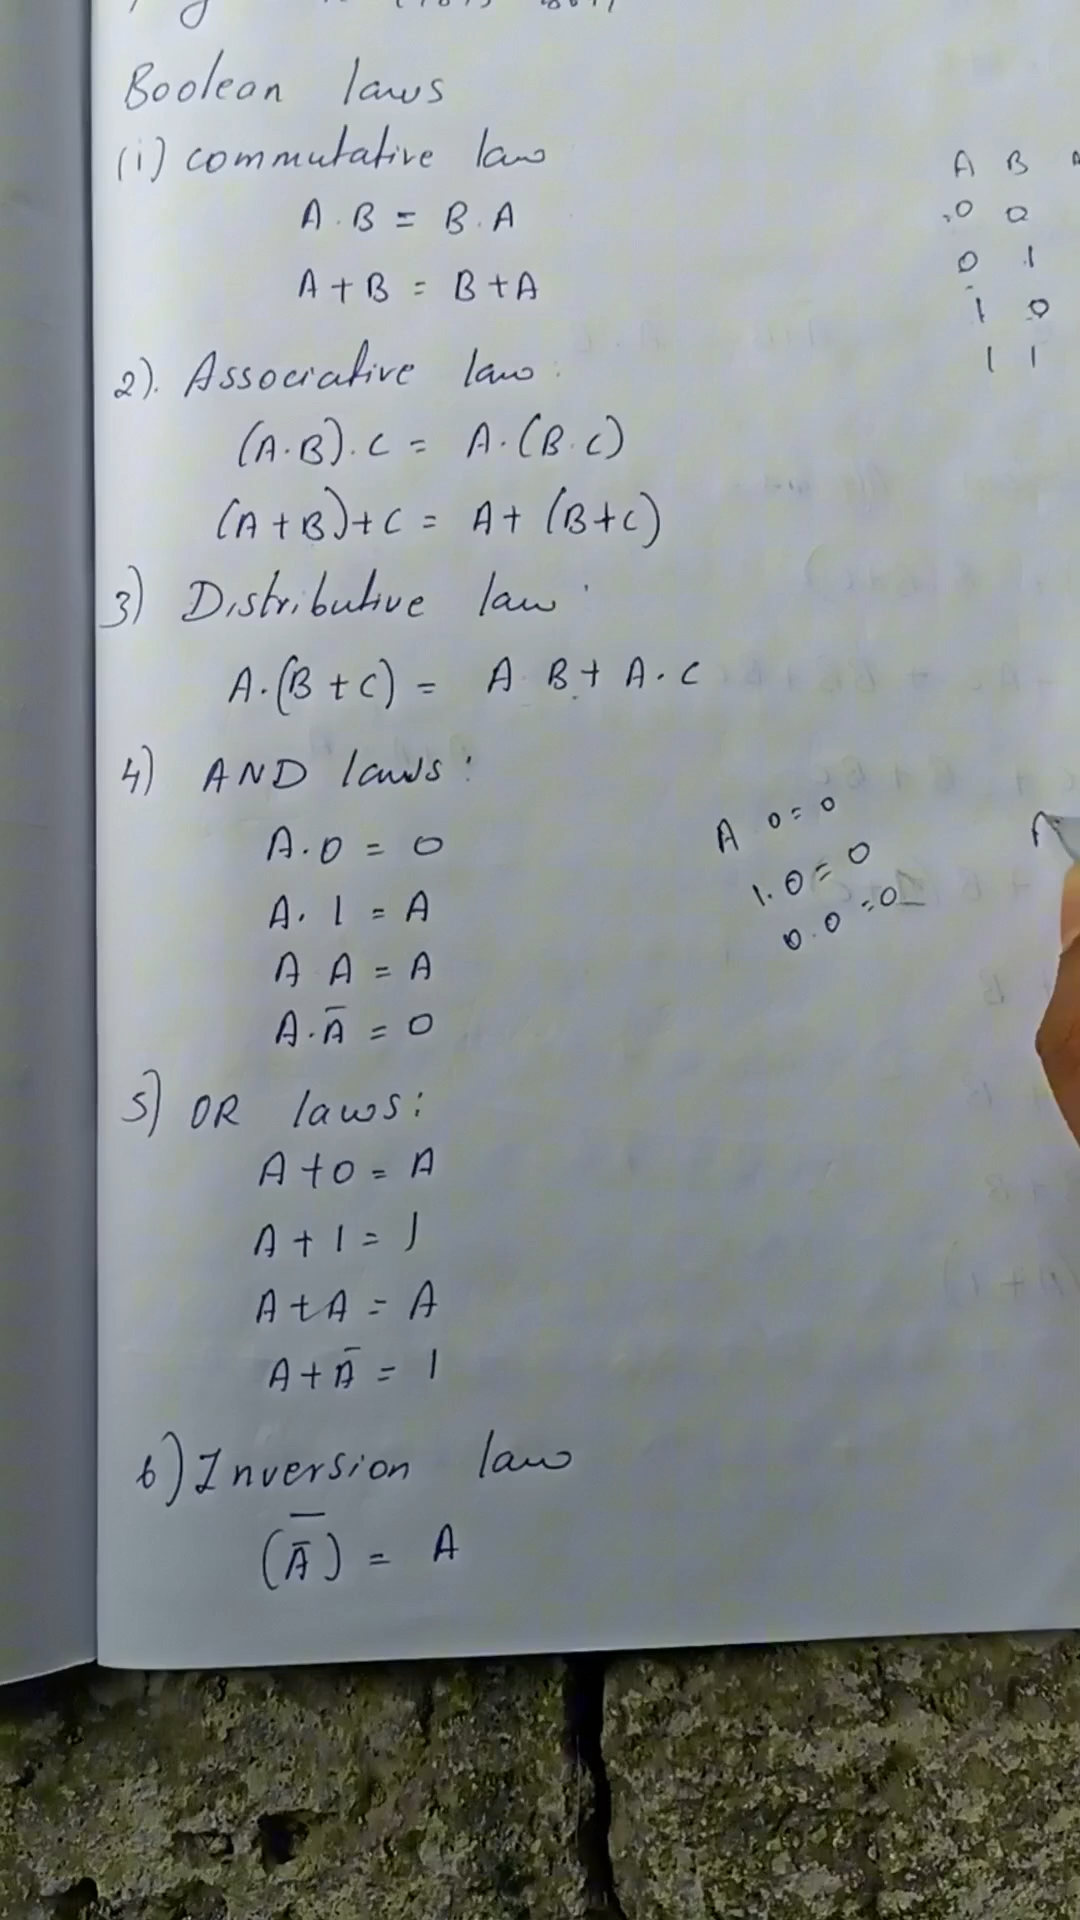 Boolean laws
(i) commutative law
A . B = B . A
A + B = B + A
2). Associative law :
(A.B).C = A.(B.C)
(A+B)+C = A+ (B+C)
3) Distributive law :
A.(B+C) = A.B + A.C
4) AND laws :
A.0 = 0
A.1 = A
A A = A
A.Ā = 0
5) OR laws :
A+0 = A
A+1 = 1
A+A = A
A+Ā = 1
6) Inversion law
(Ā̅) = A
A B
0 0
0 1
1 0
1 1
A 0 = 0
1.0 = 0
0.0 = 0